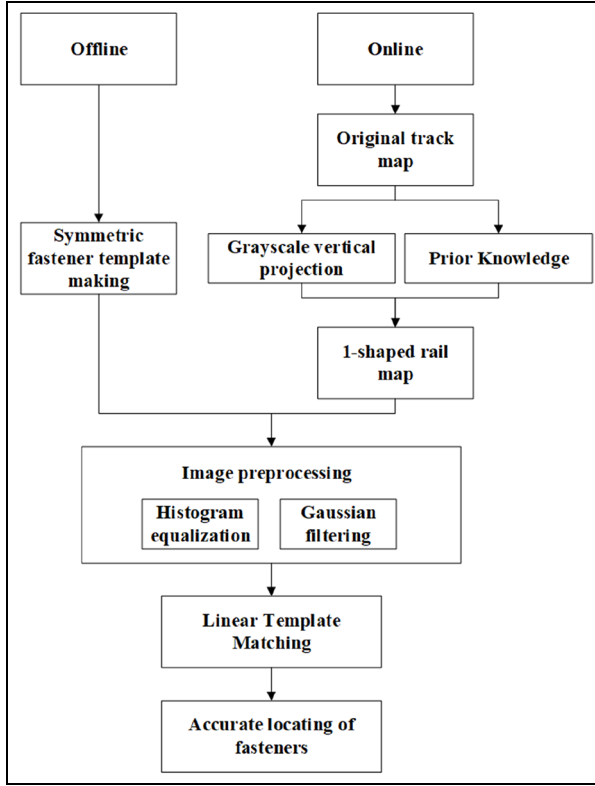 Offline
Online
Original track
map
Symmetric
fastener template
making
Grayscale vertical
projection
Prior Knowledge
1-shaped rail
map
Image preprocessing
Histogram
equalization
Gaussian
filtering
Linear Template
Matching
Accurate locating of
fasteners